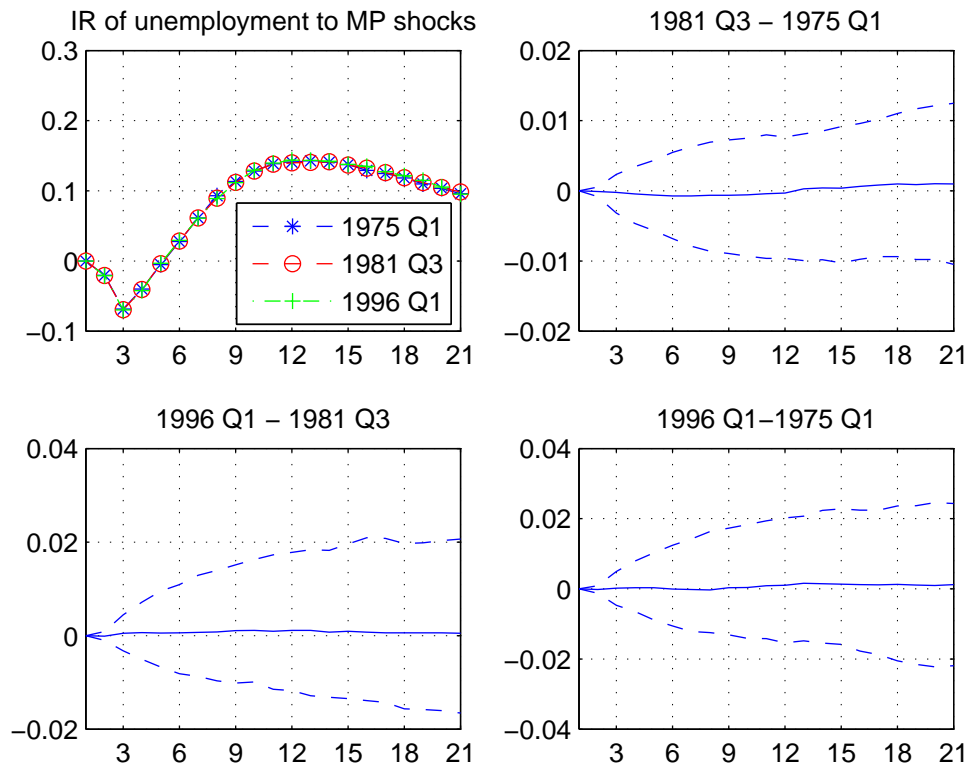 IR of unemployment to MP shocks
0.3
0.2
0.1
0
−0.1
3 6 9 12 15 18 21
1975 Q1
1981 Q3
1996 Q1
1981 Q3 − 1975 Q1
0.02
0.01
0
−0.01
−0.02
3 6 9 12 15 18 21
1996 Q1 − 1981 Q3
0.04
0.02
0
−0.02
3 6 9 12 15 18 21
1996 Q1−1975 Q1
0.04
0.02
0
−0.02
−0.04
3 6 9 12 15 18 21